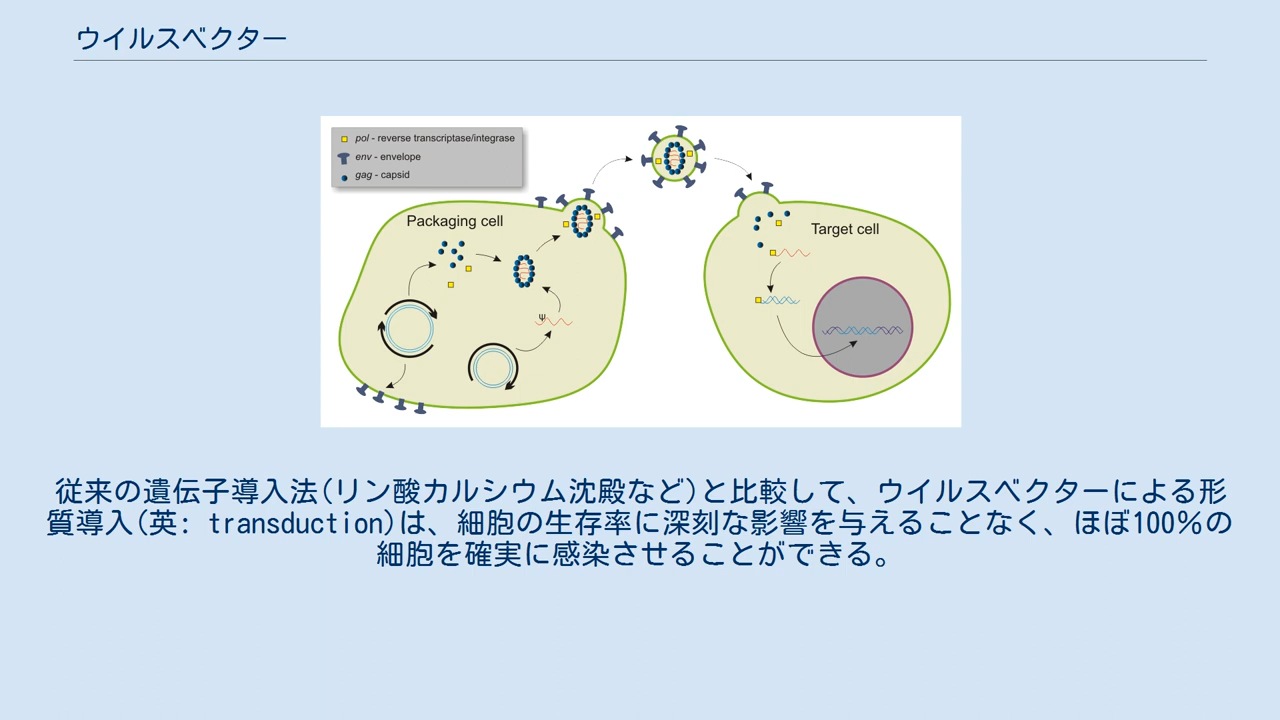 ウイルスベクター
pol - reverse transcriptase/integrase
env - envelope
gag - capsid
Packaging cell
Target cell
ψ
従来の遺伝子導入法(リン酸カルシウム沈殿など)と比較して、ウイルスベクターによる形
質導入(英: transduction)は、細胞の生存率に深刻な影響を与えることなく、ほぼ100%の
細胞を確実に感染させることができる。